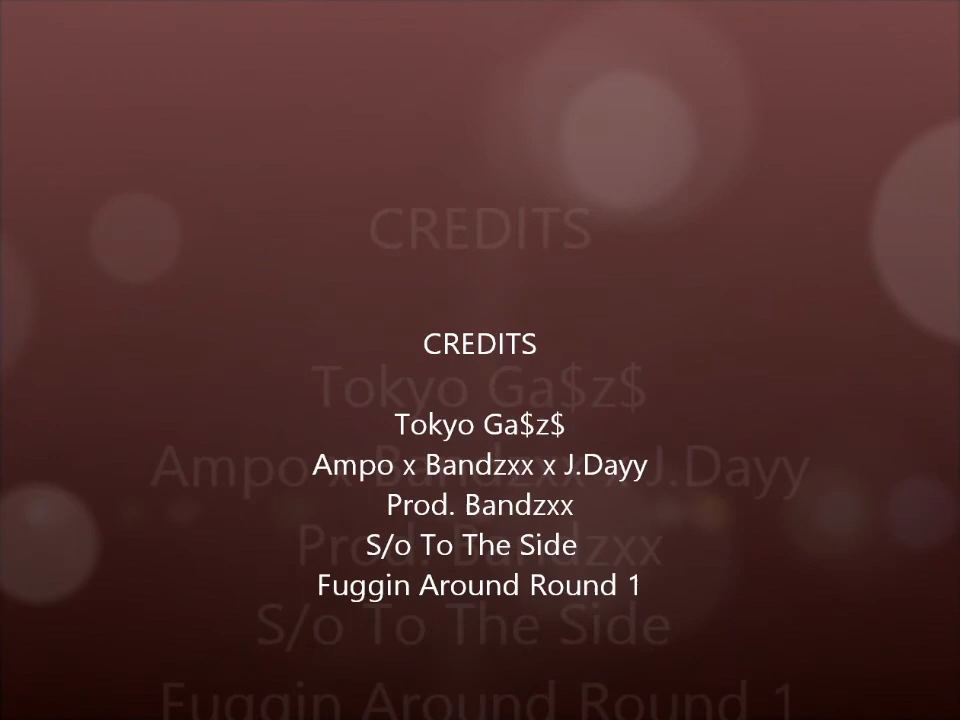 CREDITS
Tokyo Ga$z$
Ampo x Bandzxx x J.Dayy
Prod. Bandzxx
S/o To The Side
Fuggin Around Round 1